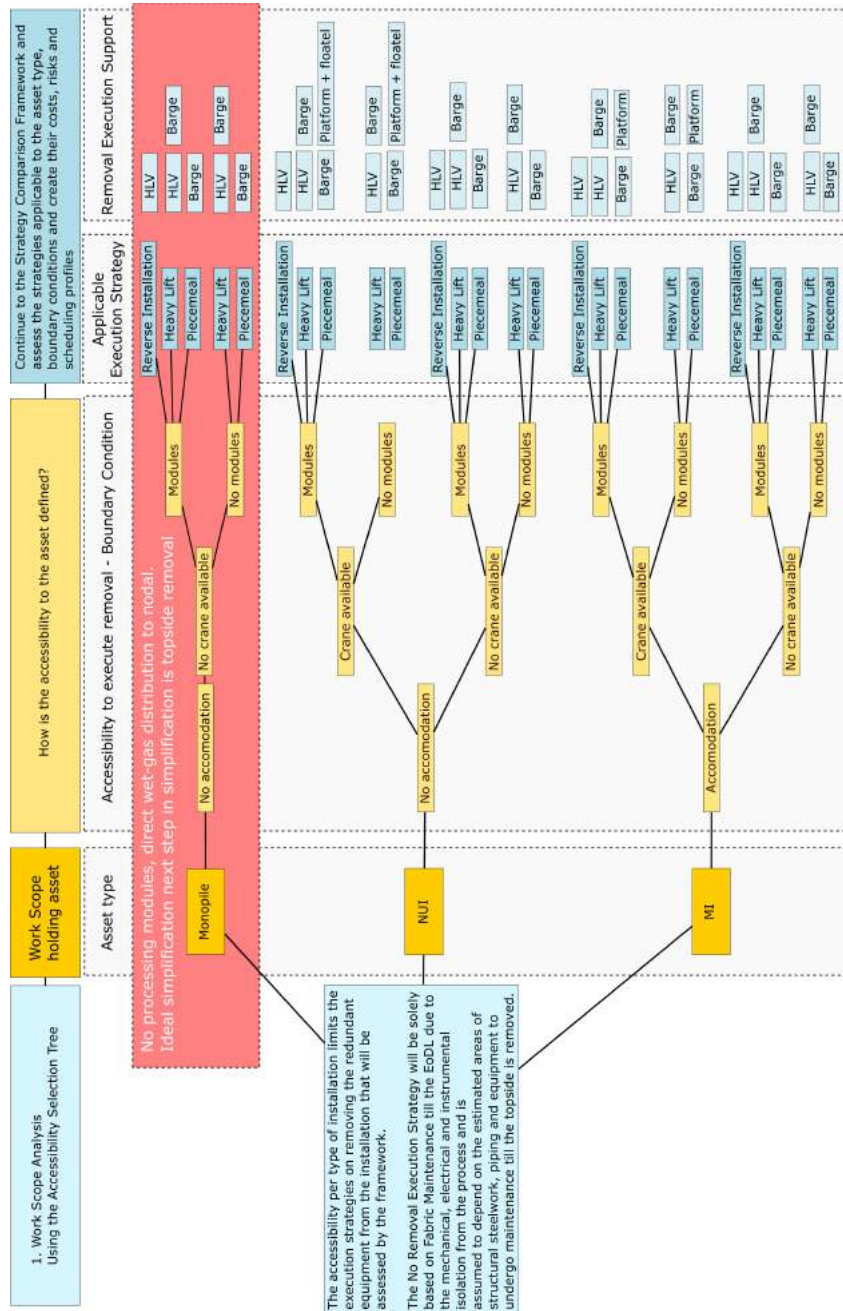 1. Work Scope Analysis
Using the Accessibility Selection Tree
Work Scope
holding asset
How is the accessibility to the asset defined?
Continue to the Strategy Comparison Framework and
assess the strategies applicable to the asset type,
boundary conditions and create their costs, risks and
scheduling profiles
Asset type
Accessibility to execute removal - Boundary Condition
Applicable
Execution Strategy
Removal Execution Support
No processing modules, direct wet-gas distribution to nodal.
Ideal simplification next step in simplification is topside removal
Monopile
No accomodation
No crane available
Modules
Reverse Installation
HLV
Heavy Lift
HLV
Barge
Piecemeal
Barge
No modules
Heavy Lift
HLV
Barge
Piecemeal
Barge
The accessibility per type of installation limits the
execution strategies on removing the redundant
equipment from the installation that will be
assessed by the framework.
The No Removal Execution Strategy will be solely
based on Fabric Maintenance till the EoDL due to
the mechanical, electrical and instrumental
isolation from the process and is
assumed to depend on the estimated areas of
structural steelwork, piping and equipment to
undergo maintenance till the topside is removed.
NUI
No accomodation
Crane available
Modules
Reverse Installation
HLV
Heavy Lift
HLV
Barge
Piecemeal
Barge
Platform + floatel
No modules
Heavy Lift
HLV
Barge
Piecemeal
Barge
Platform + floatel
No crane available
Modules
Reverse Installation
HLV
Heavy Lift
HLV
Barge
Piecemeal
Barge
No modules
Heavy Lift
HLV
Barge
Piecemeal
Barge
MI
Accomodation
Crane available
Modules
Reverse Installation
HLV
Heavy Lift
HLV
Barge
Piecemeal
Barge
Platform
No modules
Heavy Lift
HLV
Barge
Piecemeal
Barge
Platform
No crane available
Modules
Reverse Installation
HLV
Heavy Lift
HLV
Barge
Piecemeal
Barge
No modules
Heavy Lift
HLV
Barge
Piecemeal
Barge